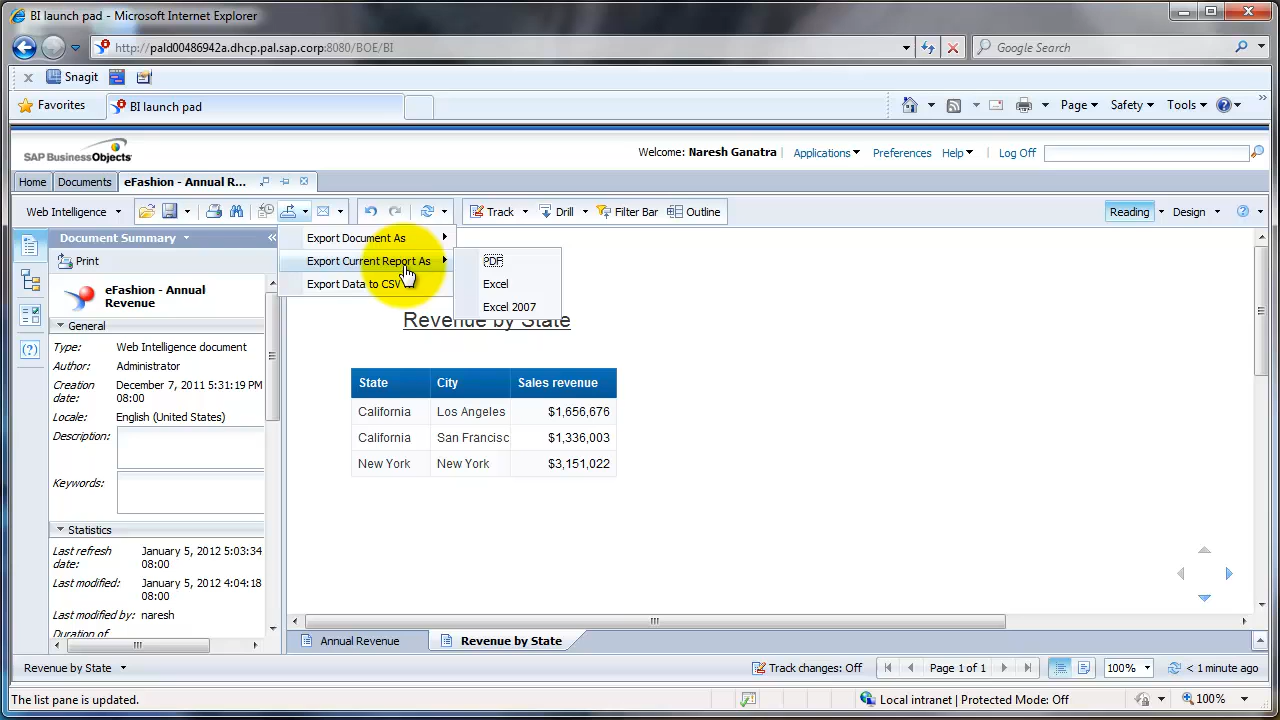 BI launch pad - Microsoft Internet Explorer
http://pald00486942a.dhcp.pal.sap.corp:8080/BOE/BI
Google Search
Snagit
Favorites
BI launch pad
Page
Safety
Tools
SAP BusinessObjects
Welcome: Naresh Ganatra
Applications
Preferences
Help
Log Off
Home
Documents
eFashion - Annual R...
Web Intelligence
Track
Drill
Filter Bar
Outline
Reading
Design
Document Summary
Print
eFashion - Annual
Revenue
General
Type: Web Intelligence document
Author: Administrator
Creation date: December 7, 2011 5:31:19 PM
08:00
Locale: English (United States)
Description:
Keywords:
Statistics
Last refresh date: January 5, 2012 5:03:34
08:00
Last modified: January 5, 2012 4:04:18
08:00
Last modified by: naresh
Duration of
Export Document As
Export Current Report As
Export Data to CSV
PDF
Excel
Excel 2007
Revenue by State
State City Sales revenue
California Los Angeles $1,656,676
California San Francisc $1,336,003
New York New York $3,151,022
Annual Revenue
Revenue by State
Revenue by State
Track changes: Off
Page 1 of 1
100%
< 1 minute ago
The list pane is updated.
Local intranet | Protected Mode: Off
100%